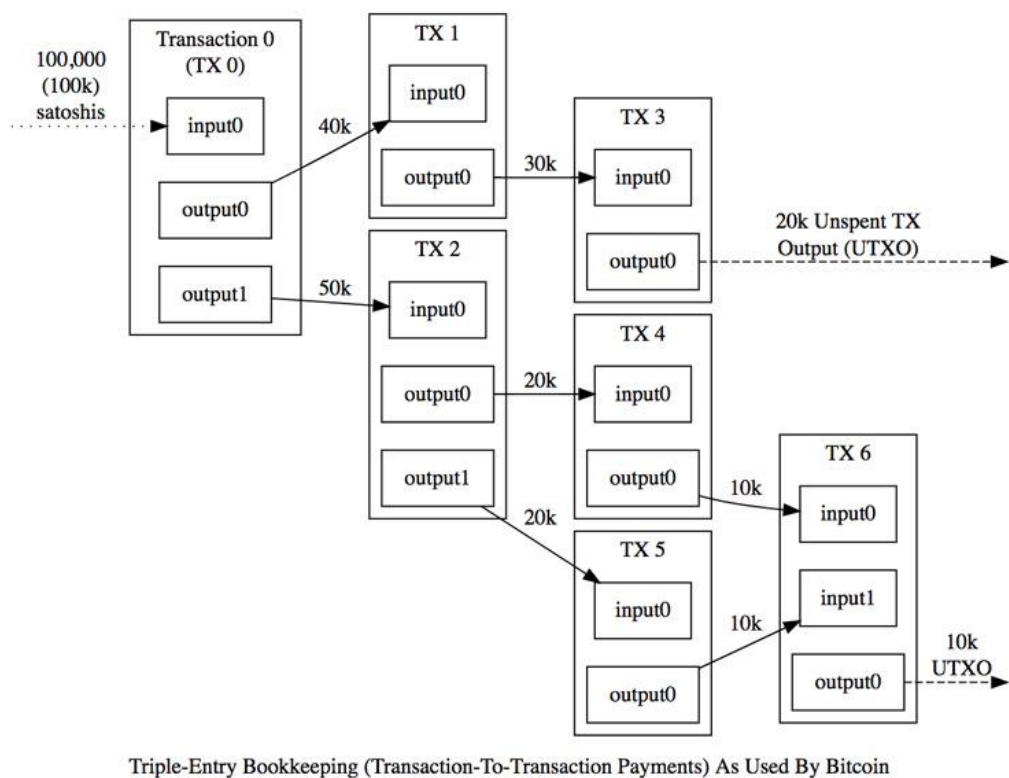 100,000
(100k)
satoshis
Transaction 0
(TX 0)
input0
output0
output1
40k
50k
TX 1
input0
output0
TX 2
input0
output0
output1
30k
20k
20k
TX 3
input0
output0
TX 4
input0
output0
TX 5
input0
output0
20k Unspent TX
Output (UTXO)
10k
10k
TX 6
input0
input1
output0
10k
UTXO
Triple-Entry Bookkeeping (Transaction-To-Transaction Payments) As Used By Bitcoin